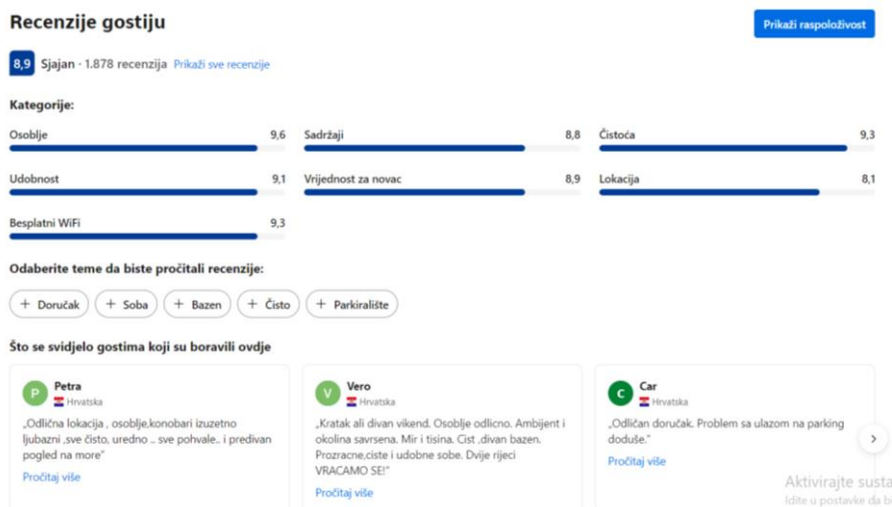 Recenzije gostiju
Prikaži raspoloživost
8,9 Sjajan · 1.878 recenzija Prikaži sve recenzije
Kategorije:
Osoblje 9,6
Sadržaji 8,8
Čistoća 9,3
Udobnost 9,1
Vrijednost za novac 8,9
Lokacija 8,1
Besplatni WiFi 9,3
Odaberite teme da biste pročitali recenzije:
+ Doručak + Soba + Bazen + Čisto + Parkiralište
Što se svidjelo gostima koji su boravili ovdje
P Petra
Hrvatska
„Odlična lokacija , osoblje,konobari izuzetno
ljubazni ,sve čisto, uredno .. sve pohvale.. i predivan
pogled na more”
Pročitaj više
V Vero
Hrvatska
„Kratak ali divan vikend. Osoblje odlicno. Ambijent i
okolina savrsena. Mir i tisina. Cist ,divan bazen.
Prozracne,ciste i udobne sobe. Dvije rijeci
VRACAMO SE!”
Pročitaj više
C Car
Hrvatska
„Odličan doručak. Problem sa ulazom na parking
doduše.”
Pročitaj više
Aktivirajte susta
Idite u postavke da bi